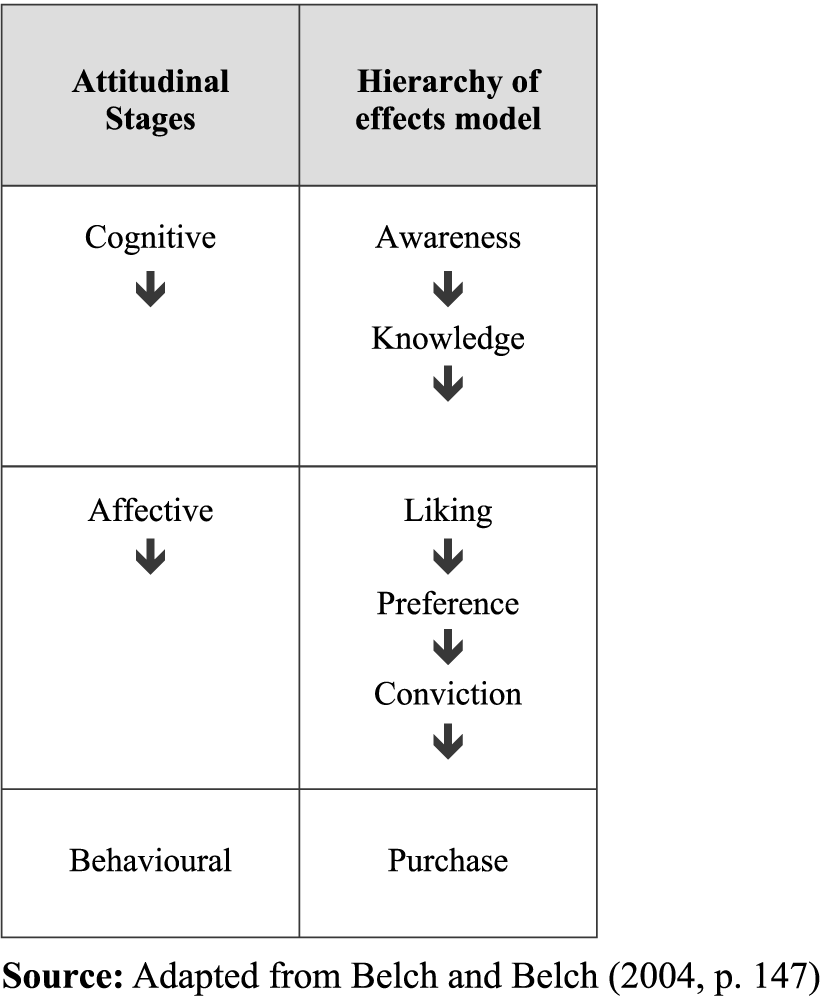 Attitudinal
Stages
Hierarchy of
effects model
Cognitive
Awareness
Knowledge
Affective
Liking
Preference
Conviction
Behavioural
Purchase
Source: Adapted from Belch and Belch (2004, p. 147)